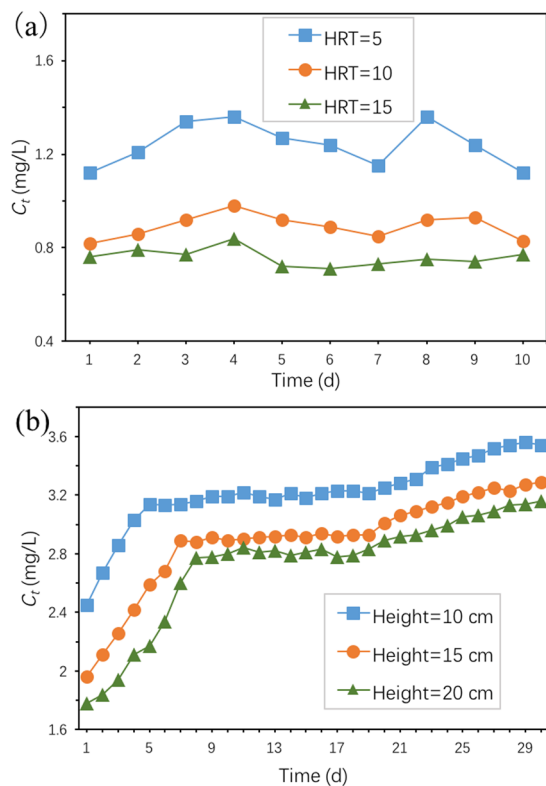 (a)
1.6
1.2
0.8
0.4
C_t (mg/L)
HRT=5
HRT=10
HRT=15
1 2 3 4 5 6 7 8 9 10
Time (d)
(b)
3.6
3.2
2.8
2.4
2
1.6
C_t (mg/L)
Height=10 cm
Height=15 cm
Height=20 cm
1 5 9 13 17 21 25 29
Time (d)